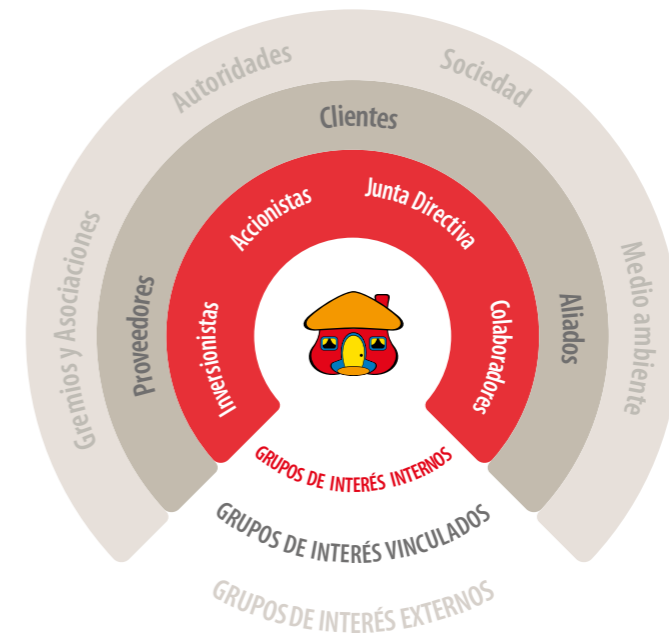 Autoridades
Sociedad
Gremios y Asociaciones
Medio ambiente
Clientes
Proveedores
Aliados
Accionistas
Junta Directiva
Inversionistas
Colaboradores
GRUPOS DE INTERÉS INTERNOS
GRUPOS DE INTERÉS VINCULADOS
GRUPOS DE INTERÉS EXTERNOS